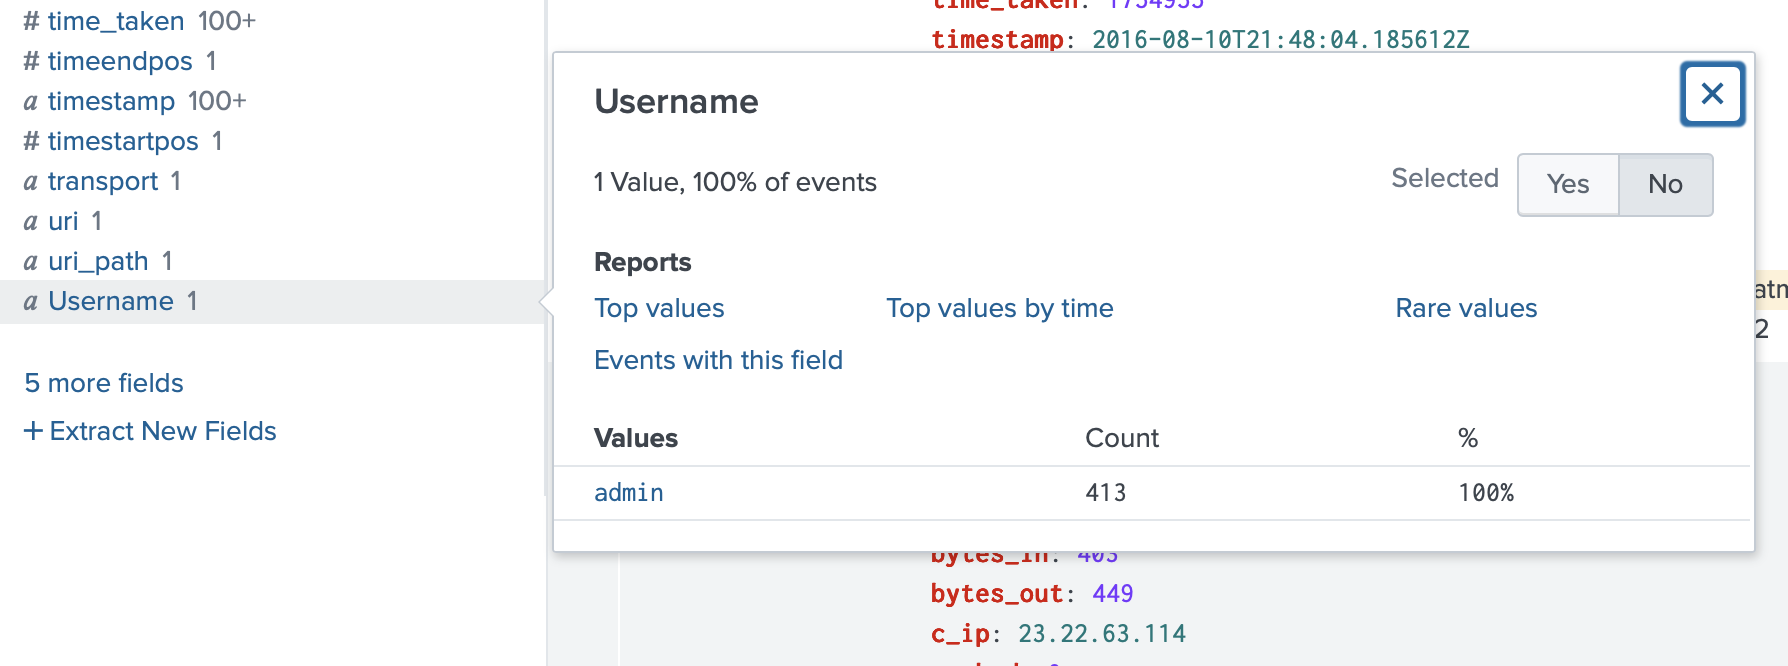 # time_taken 100+
# timeendpos 1
a timestamp 100+
# timestartpos 1
a transport 1
a uri 1
a uri_path 1
a Username 1
5 more fields
+ Extract New Fields
time_taken: 1754955
timestamp: 2016-08-10T21:48:04.185612Z
Username
1 Value, 100% of events
Selected Yes No
Reports
Top values Top values by time Rare values
Events with this field
Values Count %
admin 413 100%
2
bytes_in: 403
bytes_out: 449
c_ip: 23.22.63.114